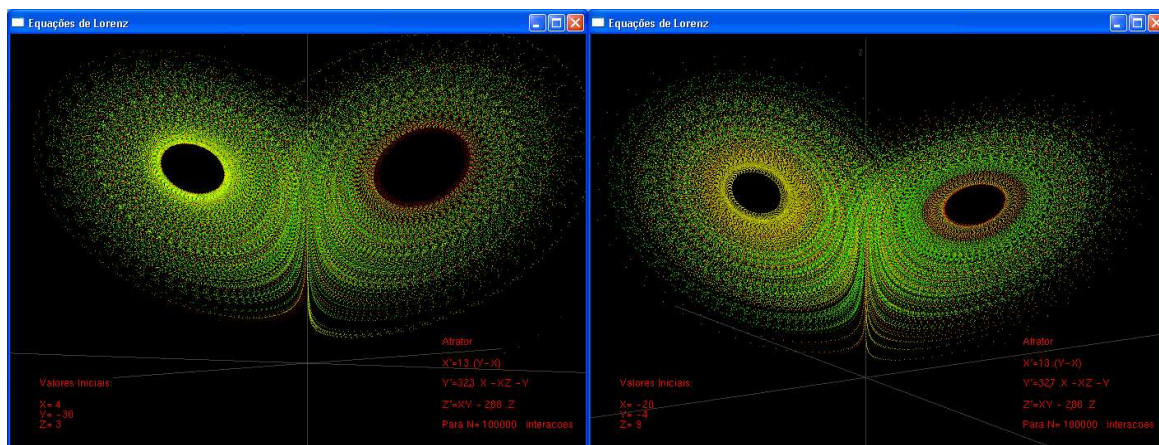 Equações de Lorenz
Valores Iniciais:
X= 4
Y= -30
Z= 3
Atrator
X'=13 (Y-X)
Y'=323 .X -XZ -Y
Z'=XY - 288 .Z
Para N= 100000 interacoes
Equações de Lorenz
Z
Valores Iniciais:
X= -20
Y= -4
Z= 9
Atrator
X'=13 (Y-X)
Y'=327 .X -XZ -Y
Z'=XY - 288 .Z
Para N= 100000 interacoes